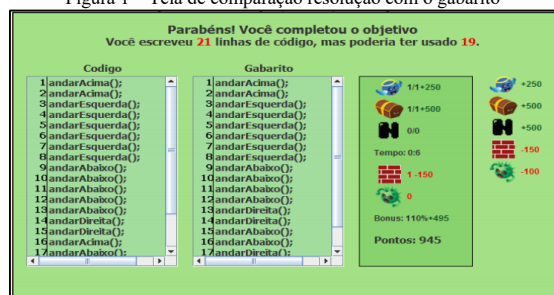 Figura 1 – Tela de comparação resolução com o gabarito
Parabéns! Você completou o objetivo
Você escreveu 21 linhas de código, mas poderia ter usado 19.
Codigo
1 andarAcima();
2 andarAcima();
3 andarEsquerda();
4 andarEsquerda();
5 andarEsquerda();
6 andarEsquerda();
7 andarEsquerda();
8 andarEsquerda();
9 andarAbaixo();
10 andarAbaixo();
11 andarAbaixo();
12 andarAbaixo();
13 andarAbaixo();
14 andarDireita();
15 andarDireita();
16 andarAcima();
17 andarAbaixo();
Gabarito
1 andarAcima();
2 andarAcima();
3 andarEsquerda();
4 andarEsquerda();
5 andarEsquerda();
6 andarEsquerda();
7 andarEsquerda();
8 andarEsquerda();
9 andarAbaixo();
10 andarAbaixo();
11 andarAbaixo();
12 andarAbaixo();
13 andarDireita();
14 andarDireita();
15 andarAbaixo();
16 andarAbaixo();
17 andarAbaixo();
1/1+250
1/1+500
0/0
Tempo: 0:6
1 -150
0
Bonus: 110%+495
Pontos: 945
+250
+500
+500
-150
-100